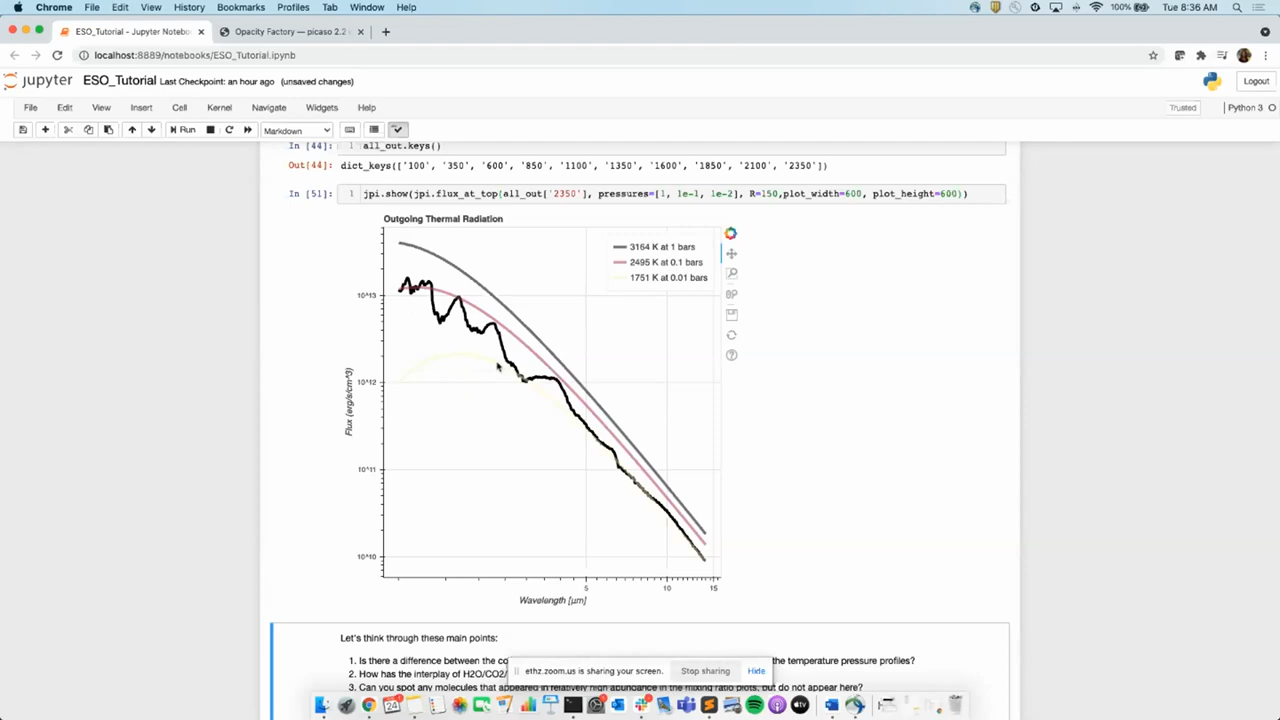 Chrome File Edit View History Bookmarks Profiles Tab Window Help 100% Tue 8:36 AM
ESO_Tutorial - Jupyter Notebo Opacity Factory — picaso 2.2
localhost:8889/notebooks/ESO_Tutorial.ipynb
jupyter ESO_Tutorial Last Checkpoint: an hour ago (unsaved changes) Logout
File Edit View Insert Cell Kernel Navigate Widgets Help Trusted Python 3
Run Markdown
In [44]: 1 all_out.keys()
Out[44]: dict_keys(['100', '350', '600', '850', '1100', '1350', '1600', '1850', '2100', '2350'])
In [51]: 1 jpi.show(jpi.flux_at_top(all_out['2350'], pressures=[1, 1e-1, 1e-2], R=150,plot_width=600, plot_height=600))
Outgoing Thermal Radiation
3164 K at 1 bars
2495 K at 0.1 bars
1751 K at 0.01 bars
10^13
10^12
10^11
10^10
Flux (erg/s/cm^3)
5 10 15
Wavelength [μm]
Let's think through these main points:
1. Is there a difference between the co the temperature pressure profiles?
2. How has the interplay of H2O/CO2/
3. Can you spot any molecules that appeared in relatively high abundance in the mixing ratio plots, but do not appear here?
ethz.zoom.us is sharing your screen. Stop sharing Hide